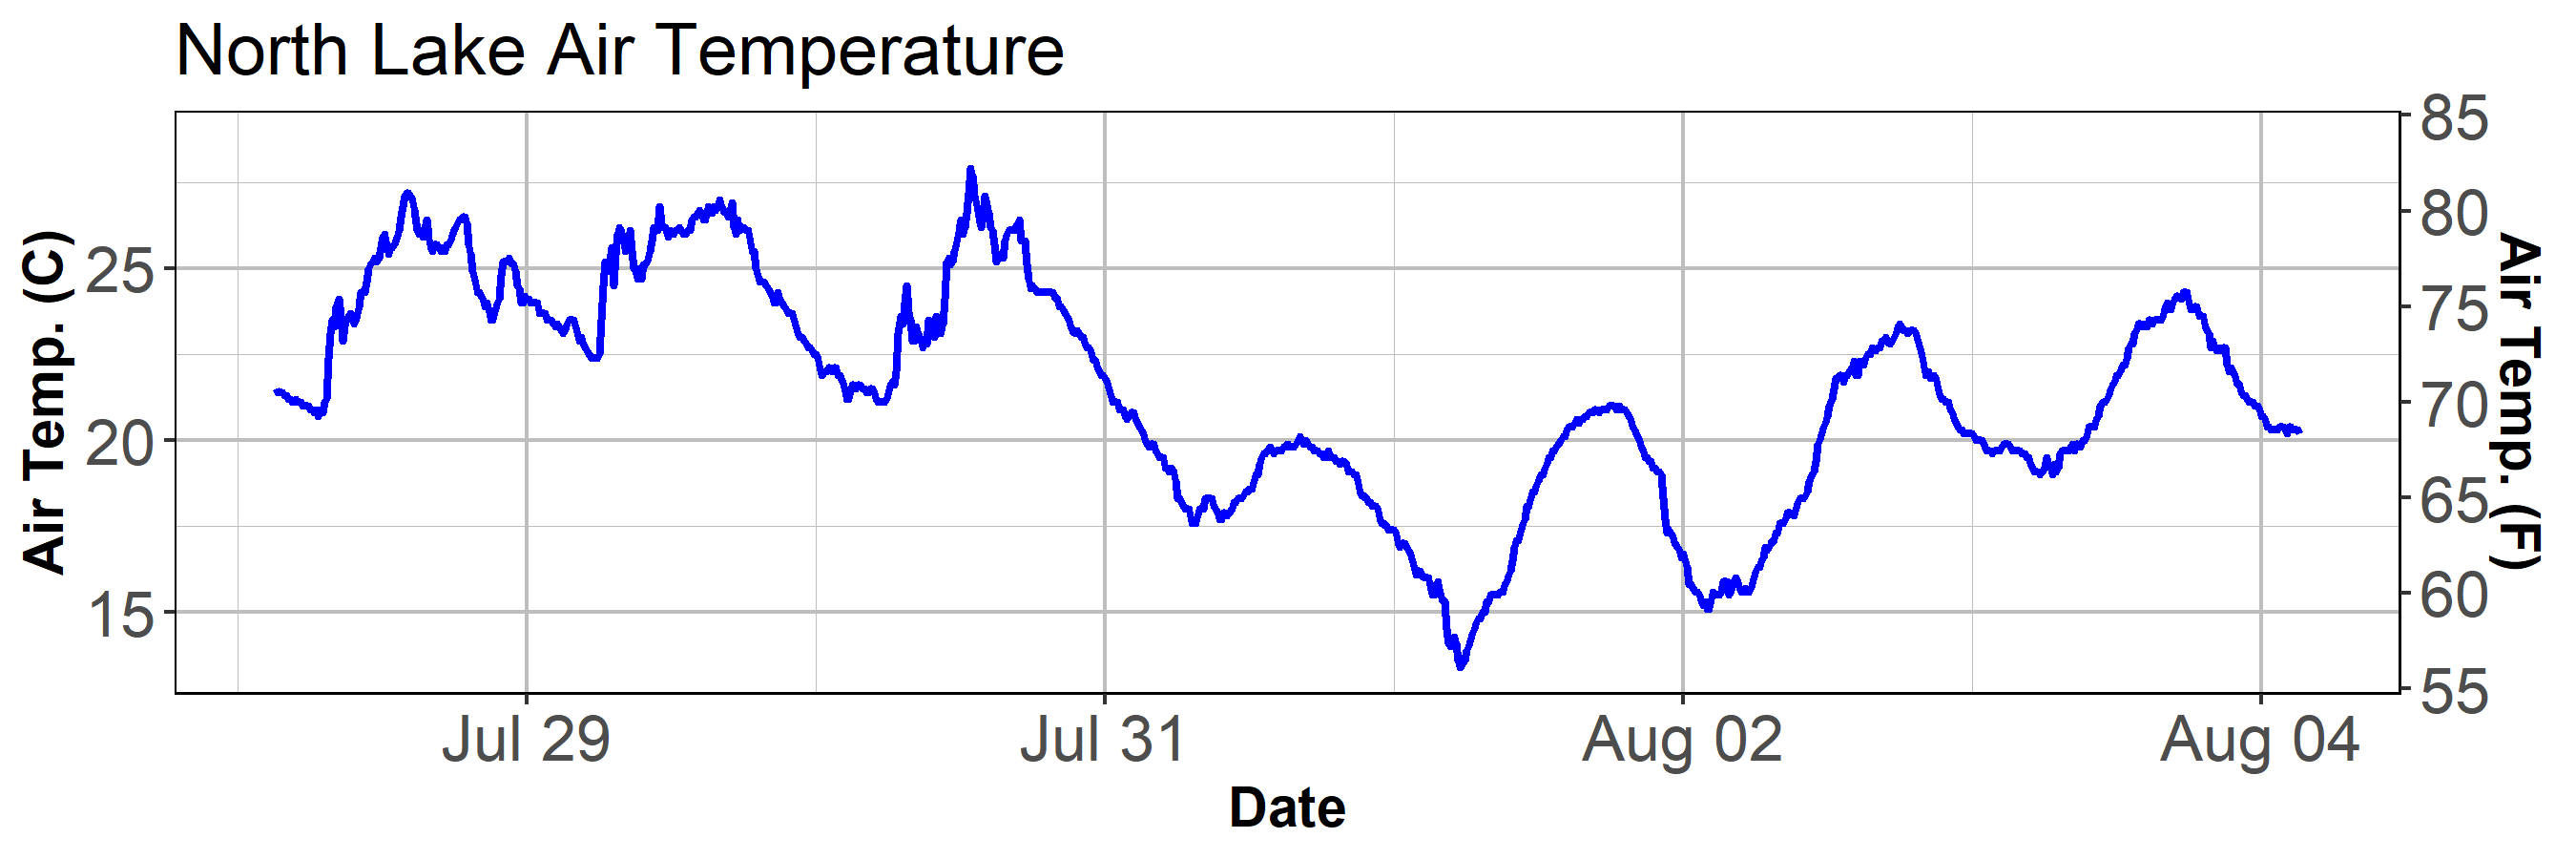 North Lake Air Temperature
Air Temp. (C)
25
20
15
85
80
75
70
65
60
55
Air Temp. (F)
Jul 29
Jul 31
Aug 02
Aug 04
Date